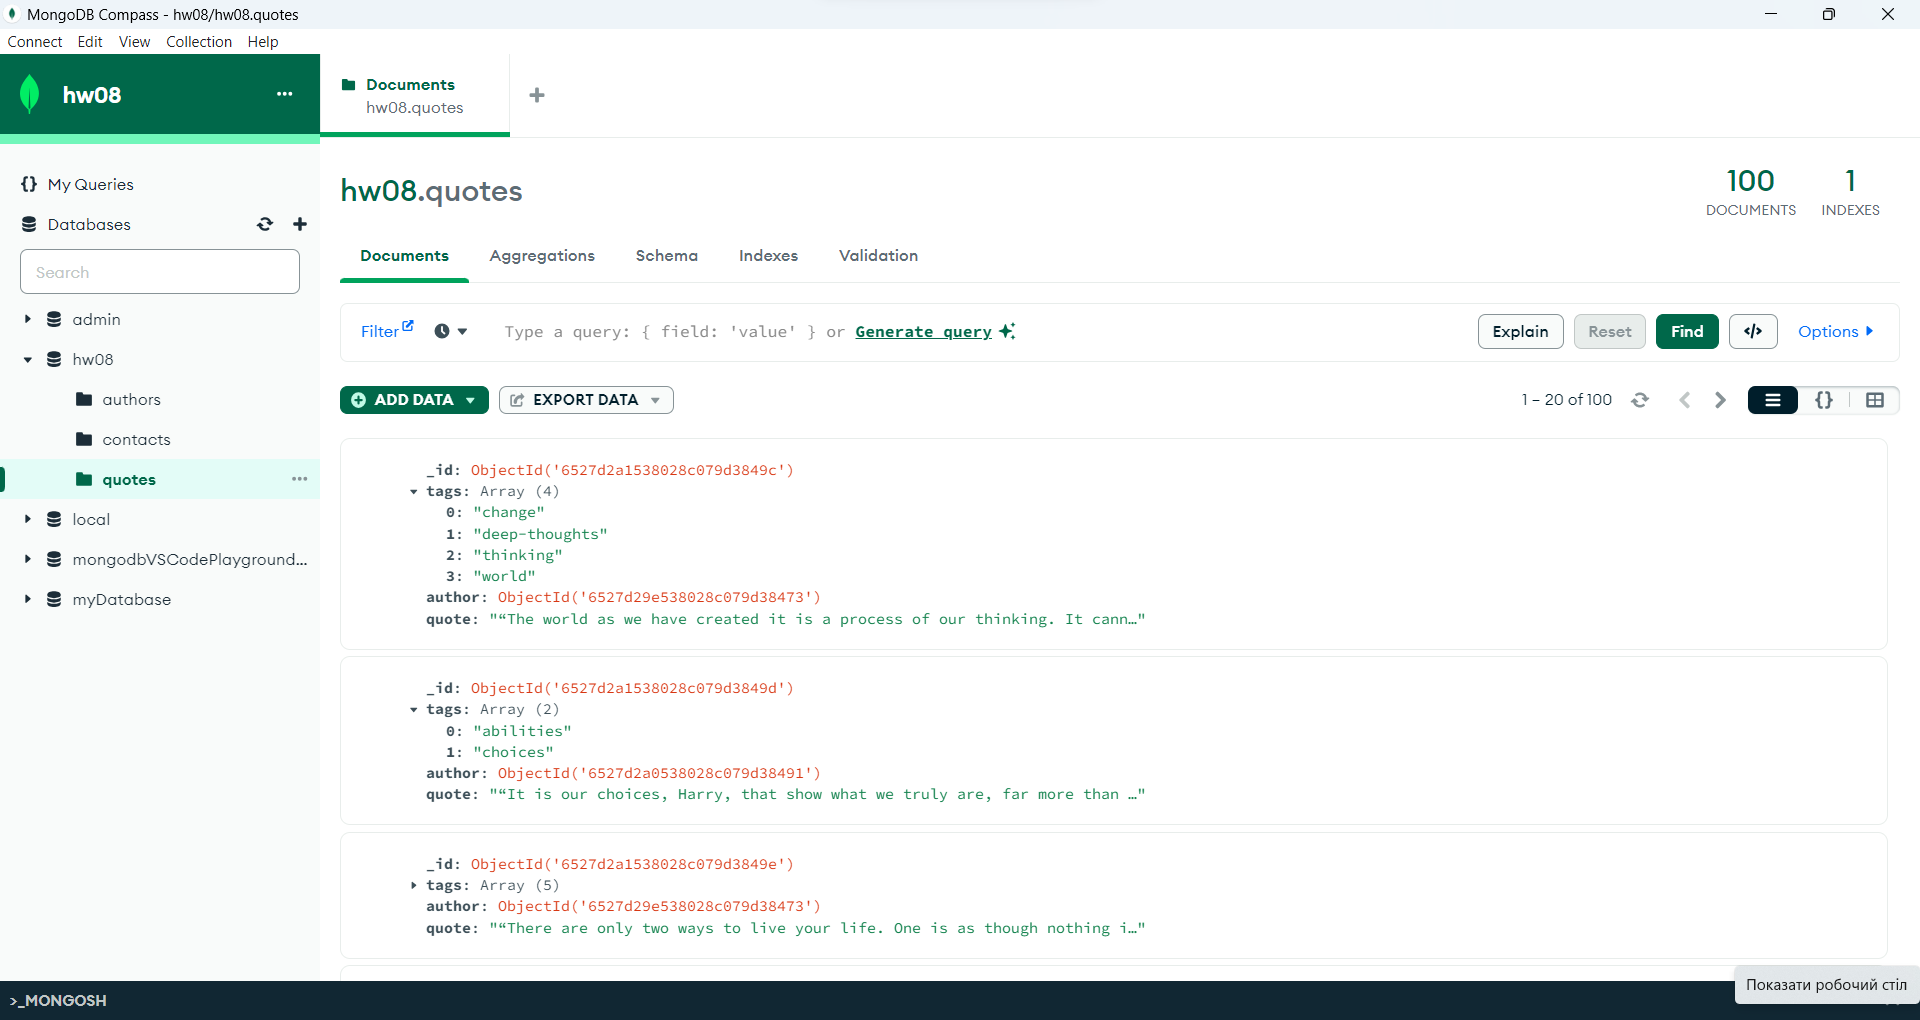 MongoDB Compass - hw08/hw08.quotes
Connect Edit View Collection Help
hw08
Documents
hw08.quotes
My Queries
Databases
Search
admin
hw08
authors
contacts
quotes
local
mongodbVSCodePlayground...
myDatabase
hw08.quotes
100
DOCUMENTS
1
INDEXES
Documents Aggregations Schema Indexes Validation
Filter Type a query: { field: 'value' } or Generate query Explain Reset Find </> Options
ADD DATA EXPORT DATA 1 – 20 of 100 {}
_id: ObjectId('6527d2a1538028c079d3849c')
tags: Array (4)
0: "change"
1: "deep-thoughts"
2: "thinking"
3: "world"
author: ObjectId('6527d29e538028c079d38473')
quote: "“The world as we have created it is a process of our thinking. It cann…"
_id: ObjectId('6527d2a1538028c079d3849d')
tags: Array (2)
0: "abilities"
1: "choices"
author: ObjectId('6527d2a0538028c079d38491')
quote: "“It is our choices, Harry, that show what we truly are, far more than …"
_id: ObjectId('6527d2a1538028c079d3849e')
tags: Array (5)
author: ObjectId('6527d29e538028c079d38473')
quote: "“There are only two ways to live your life. One is as though nothing i…"
Показати робочий стіл
>_MONGOSH